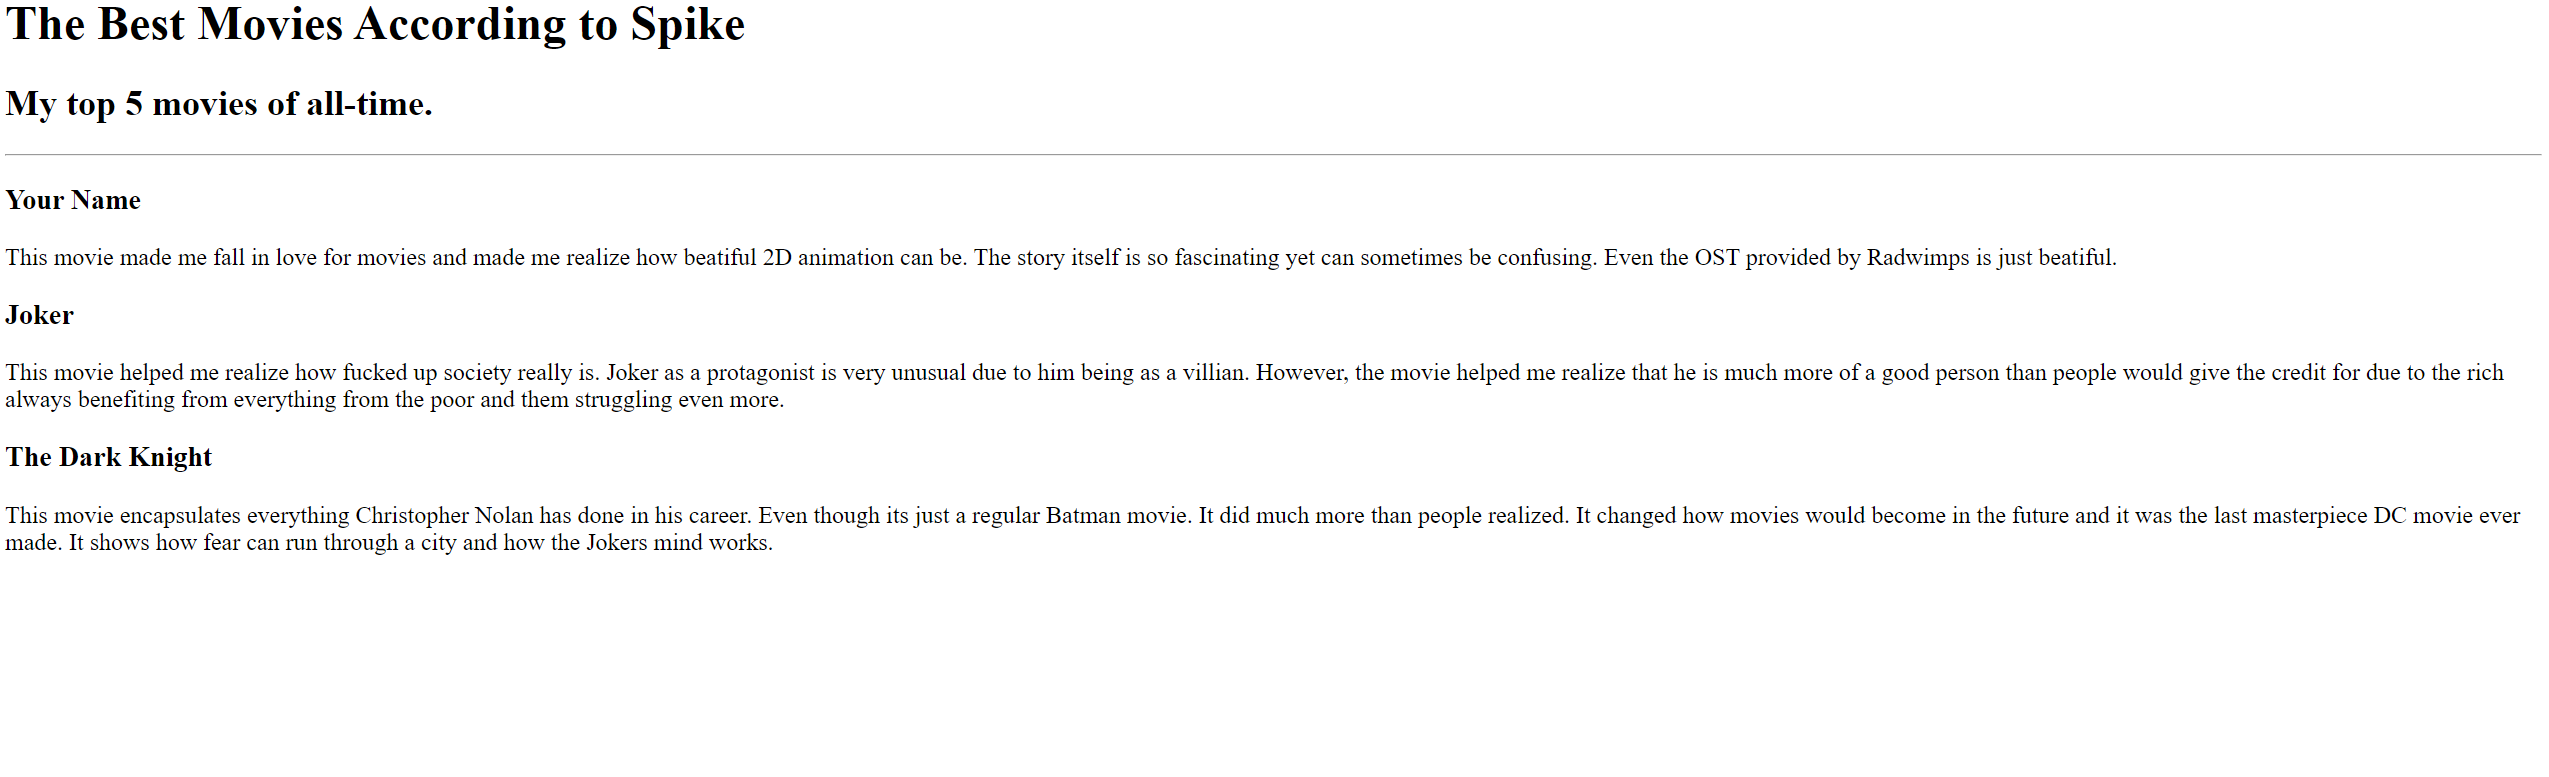 The Best Movies According to Spike
My top 5 movies of all-time.
Your Name
This movie made me fall in love for movies and made me realize how beatiful 2D animation can be. The story itself is so fascinating yet can sometimes be confusing. Even the OST provided by Radwimps is just beatiful.
Joker
This movie helped me realize how fucked up society really is. Joker as a protagonist is very unusual due to him being as a villian. However, the movie helped me realize that he is much more of a good person than people would give the credit for due to the rich
always benefiting from everything from the poor and them struggling even more.
The Dark Knight
This movie encapsulates everything Christopher Nolan has done in his career. Even though its just a regular Batman movie. It did much more than people realized. It changed how movies would become in the future and it was the last masterpiece DC movie ever
made. It shows how fear can run through a city and how the Jokers mind works.